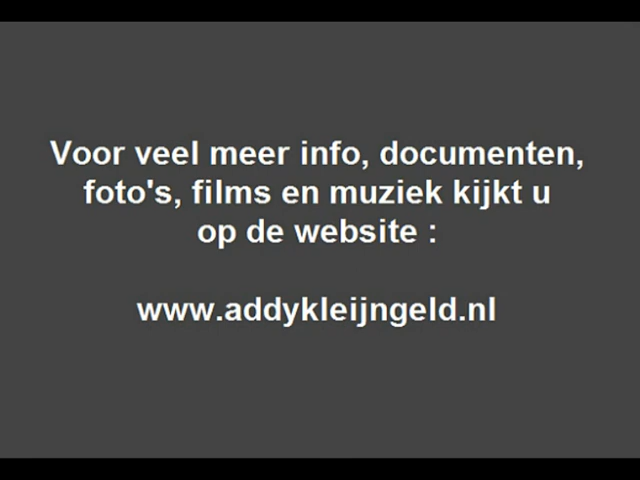 Voor veel meer info, documenten,
foto's, films en muziek kijkt u
op de website :
www.addykleijngeld.nl